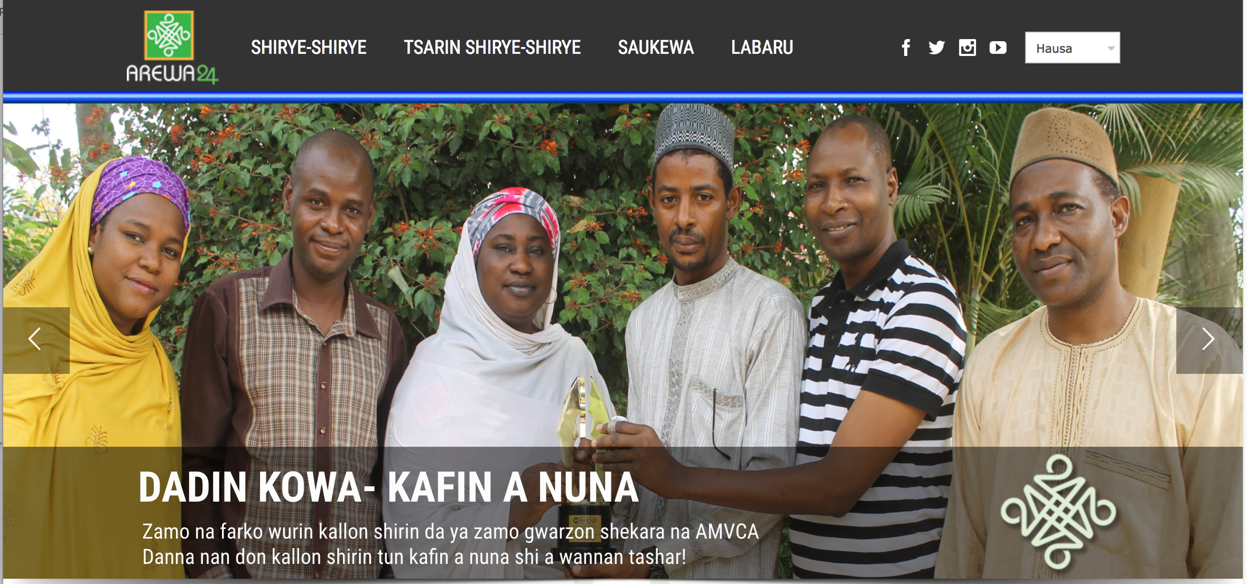 AREWA24
SHIRYE-SHIRYE
TSARIN SHIRYE-SHIRYE
SAUKEWA
LABARU
Hausa
DADIN KOWA- KAFIN A NUNA
Zamo na farko wurin kallon shirin da ya zamo gwarzon shekara na AMVCA
Danna nan don kallon shirin tun kafin a nuna shi a wannan tashar!